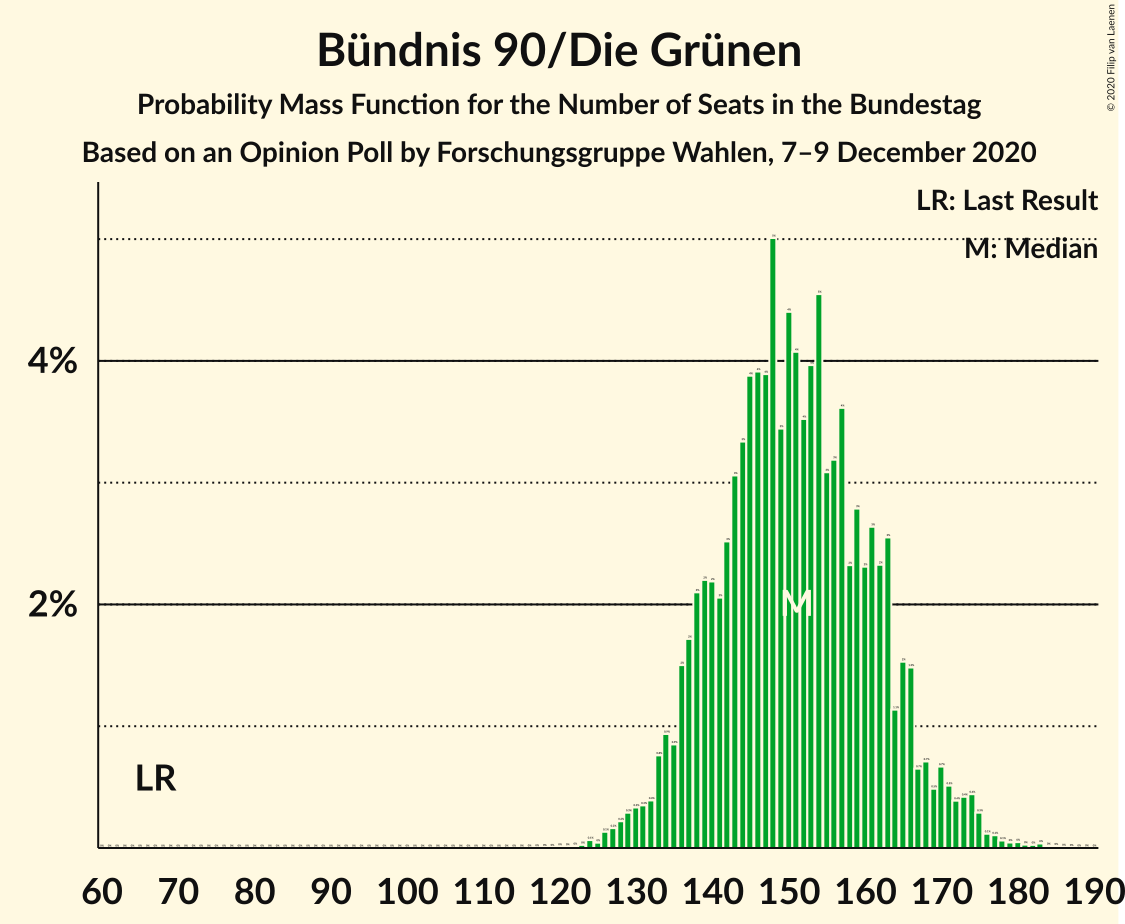 Bündnis 90/Die Grünen
Probability Mass Function for the Number of Seats in the Bundestag
Based on an Opinion Poll by Forschungsgruppe Wahlen, 7–9 December 2020
© 2020 Filip van Laenen
LR: Last Result
M: Median
4%
2%
M
LR
60 70 80 90 100 110 120 130 140 150 160 170 180 190